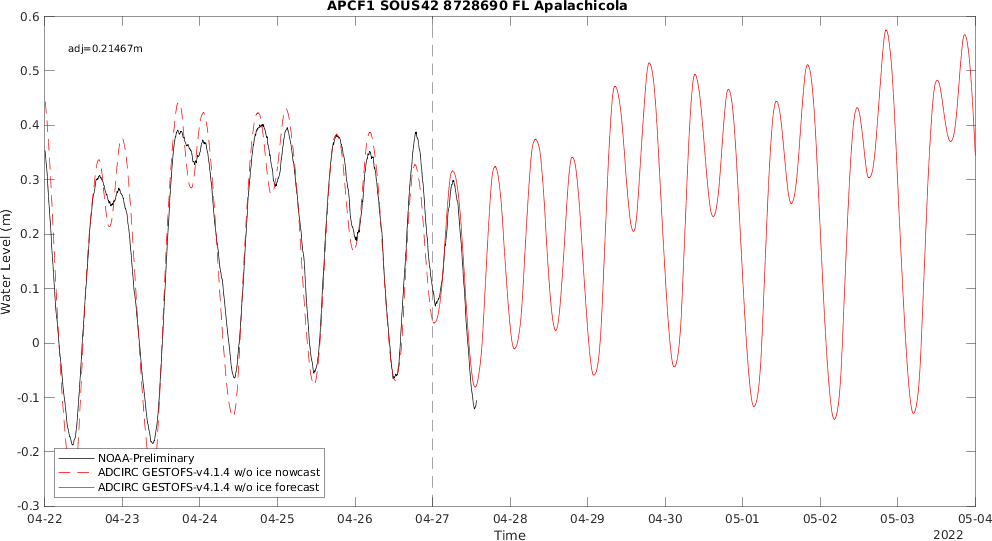 APCF1 SOUS42 8728690 FL Apalachicola
adj=0.21467m
0.6
0.5
0.4
0.3
0.2
0.1
0
-0.1
-0.2
-0.3
Water Level (m)
NOAA-Preliminary
ADCIRC GESTOFS-v4.1.4 w/o ice nowcast
ADCIRC GESTOFS-v4.1.4 w/o ice forecast
04-22 04-23 04-24 04-25 04-26 04-27 04-28 04-29 04-30 05-01 05-02 05-03 05-04
Time
2022